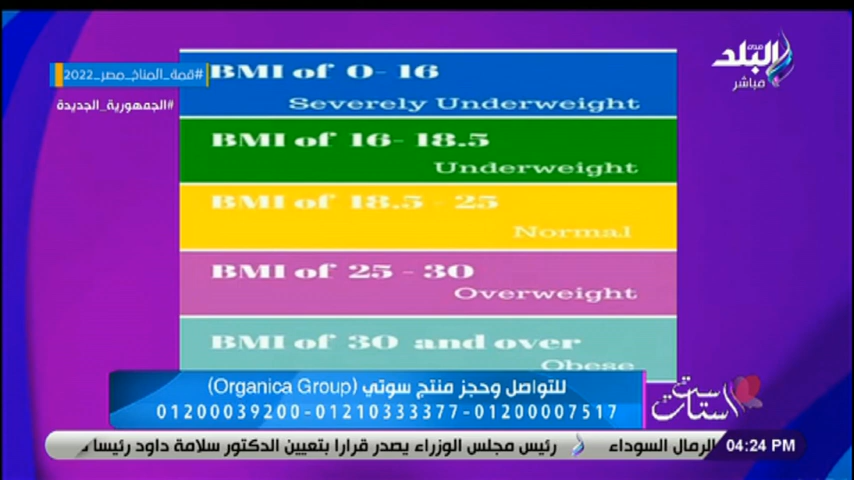 #قمة_المناخ_مصر_2022
#الجمهورية_الجديدة
صدى
البلد
مباشر
BMI of 0- 16
Severely Underweight
BMI of 16- 18.5
Underweight
BMI of 18.5 - 25
Normal
BMI of 25 - 30
Overweight
BMI of 30 and over
Obese
للتواصل وحجز منتج سوتي (Organica Group)
01200039200-01210333377-01200007517
ست ستات
الرمال السوداء رئيس مجلس الوزراء يصدر قرارا بتعيين الدكتور سلامة داود رئيسا
04:24 PM